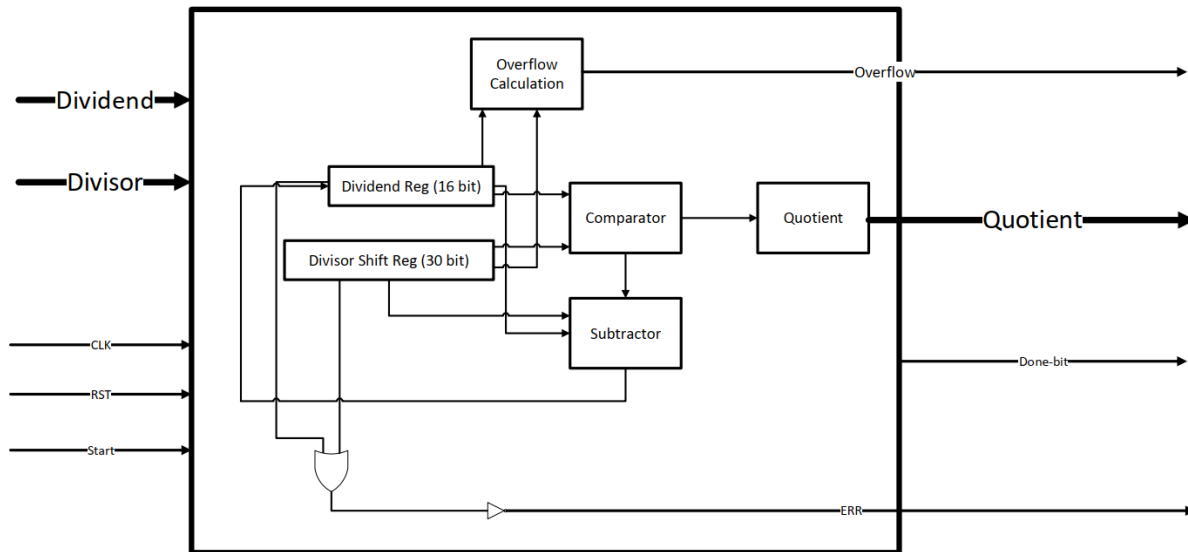 Overflow
Calculation
Overflow
Dividend
Divisor
Dividend Reg (16 bit)
Comparator
Quotient
Quotient
Divisor Shift Reg (30 bit)
Subtractor
CLK
Done-bit
RST
Start
ERR